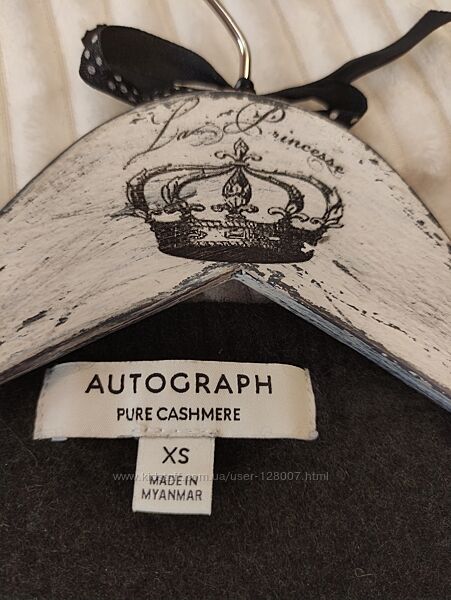 La Princesse
AUTOGRAPH
PURE CASHMERE
XS
MADE IN
MYANMAR